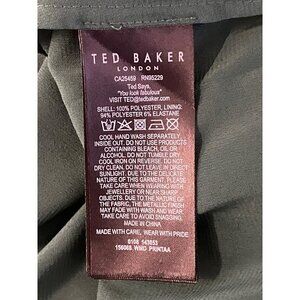 TED BAKER
LONDON
CA25459 RN95229
Ted Says,
"You look fabulous"
VISIT TED@tedbaker.com
SHELL: 100% POLYESTER, LINING:
94% POLYESTER 6% ELASTANE
COOL HAND WASH SEPARATELY
INSIDE OUT. DO NOT USE PRODUCTS
CONTAINING BLEACH, OIL OR
ALCOHOL. DO NOT TUMBLE DRY.
COOL IRON ON REVERSE. DO NOT
DRY CLEAN. DO NOT LEAVE IN DIRECT
SUNLIGHT. DUE TO THE DELICATE
NATURE OF THIS GARMENT, PLEASE
TAKE CARE WHEN WEARING WITH
JEWELLERY OR NEAR SHARP
OBJECTS. DUE TO THE NATURE OF
THE FABRIC, THE METALLIC FINISH
MAY FADE WITH WASH AND WEAR.
TAKE CARE TO AVOID SNAGGING.
MADE IN CHINA
MADE WITH CARE, WEAR WITH PRIDE
0108 143053
156068_WMD_PRINTAA